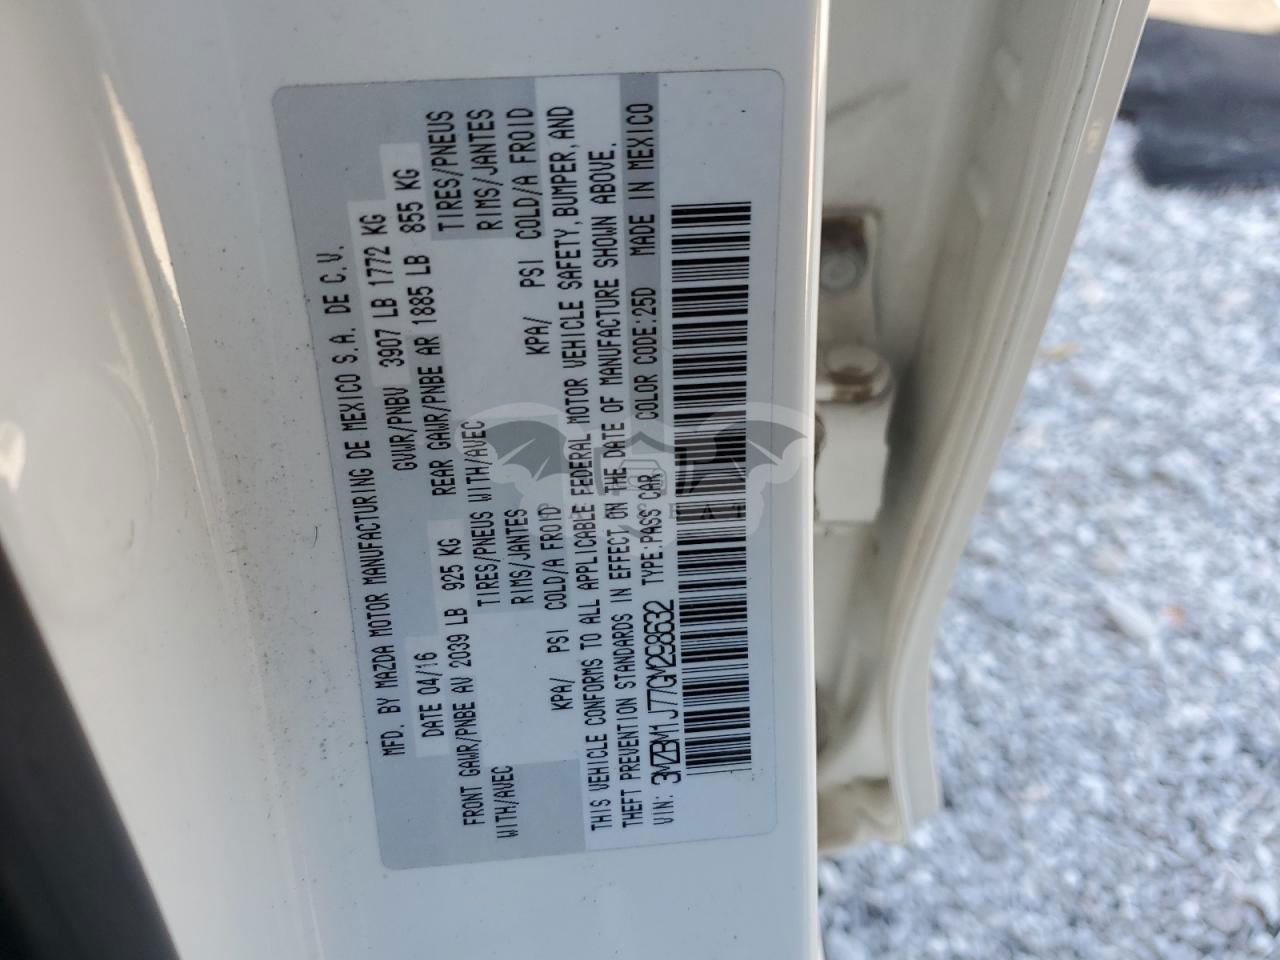 MFD. BY MAZDA MOTOR MANUFACTURING DE MEXICO S.A. DE C.V.
DATE 04/16 GVWR/PNBV 3907 LB 1772 KG
FRONT GAWR/PNBE AV 2039 LB 925 KG REAR GAWR/PNBE AR 1885 LB 855 KG
WITH/AVEC TIRES/PNEUS WITH/AVEC TIRES/PNEUS
RIMS/JANTES RIMS/JANTES
KPA/ PSI COLD/A FROID KPA/ PSI COLD/A FROID
THIS VEHICLE CONFORMS TO ALL APPLICABLE FEDERAL MOTOR VEHICLE SAFETY, BUMPER, AND
THEFT PREVENTION STANDARDS IN EFFECT ON THE DATE OF MANUFACTURE SHOWN ABOVE.
VIN: 3MZBM1J77GM298632 TYPE:PASS CAR COLOR CODE:25D MADE IN MEXICO